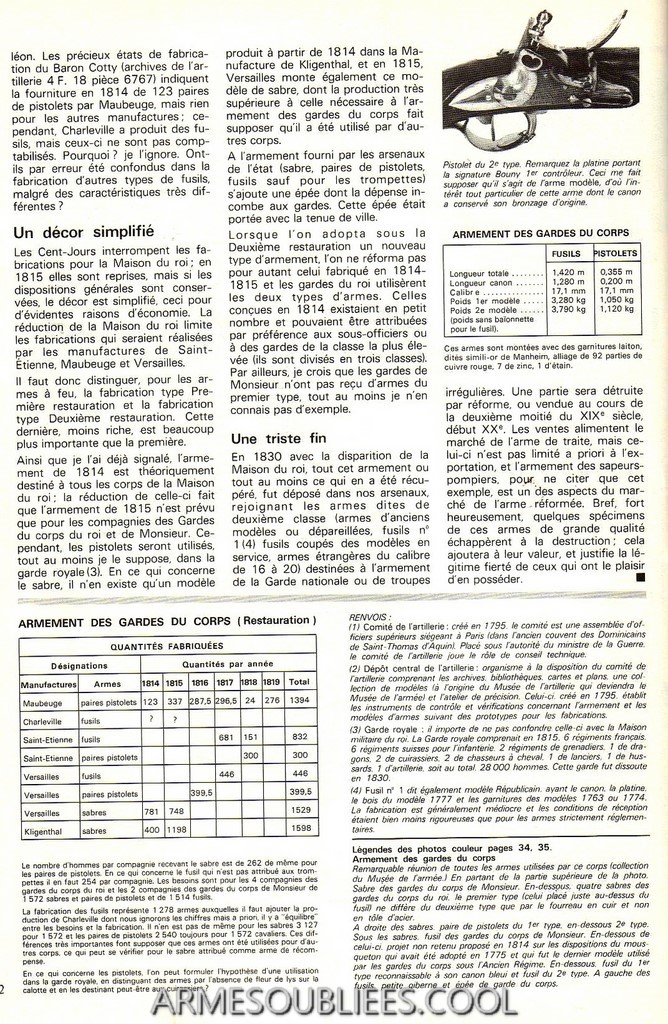 léon. Les précieux états de fabrica-
tion du Baron Cotty (archives de l'ar-
tillerie 4 F. 18 pièce 6767) indiquent
la fourniture en 1814 de 123 paires
de pistolets par Maubeuge, mais rien
pour les autres manufactures; ce-
pendant, Charleville a produit des fu-
sils, mais ceux-ci ne sont pas comp-
tabilisés. Pourquoi? je l'ignore. Ont-
ils par erreur été confondus dans la
fabrication d'autres types de fusils,
malgré des caractéristiques très dif-
férentes?
Un décor simplifié
Les Cent-Jours interrompent les fa-
brications pour la Maison du roi; en
1815 elles sont reprises, mais si les
dispositions générales sont conser-
vées, le décor est simplifié, ceci pour
d'évidentes raisons d'économie. La
réduction de la Maison du roi limite
les fabrications qui seraient réalisées
par les manufactures de Saint-
Étienne, Maubeuge et Versailles.
Il faut donc distinguer, pour les ar-
mes à feu, la fabrication type Pre-
mière restauration et la fabrication
type Deuxième restauration. Cette
dernière, moins riche, est beaucoup
plus importante que la première.
Ainsi que je l'ai déjà signalé, l'arme-
ment de 1814 est théoriquement
destiné à tous les corps de la Maison
du roi; la réduction de celle-ci fait
que l'armement de 1815 n'est prévu
que pour les compagnies des Gardes
du corps du roi et de Monsieur. Ce-
pendant, les pistolets seront utilisés,
tout au moins je le suppose, dans la
garde royale (3). En ce qui concerne
le sabre, il n'en existe qu'un modèle
produit à partir de 1814 dans la Ma-
nufacture de Kligenthal, et en 1815,
Versailles monte également ce mo-
dèle de sabre, dont la production très
supérieure à celle nécessaire à l'ar-
mement des gardes du corps fait
supposer qu'il a été utilisé par d'au-
tres corps.
A l'armement fourni par les arsenaux
de l'état (sabre, paires de pistolets,
fusils sauf pour les trompettes)
s'ajoute une épée dont la dépense in-
combe aux gardes. Cette épée était
portée avec la tenue de ville.
Lorsque l'on adopta sous la
Deuxième restauration un nouveau
type d'armement, l'on ne réforma pas
pour autant celui fabriqué en 1814-
1815 et les gardes du roi utilisèrent
les deux types d'armes. Celles
conçues en 1814 existaient en petit
nombre et pouvaient être attribuées
par préférence aux sous-officiers ou
à des gardes de la classe la plus éle-
vée (ils sont divisés en trois classes).
Par ailleurs, je crois que les gardes de
Monsieur n'ont pas reçu d'armes du
premier type, tout au moins je n'en
connais pas d'exemple.
Une triste fin
En 1830 avec la disparition de la
Maison du roi, tout cet armement ou
tout au moins ce qui en a été récu-
péré, fut déposé dans nos arsenaux,
rejoignant les armes dites de
deuxième classe (armes d'anciens
modèles ou dépareillées, fusils n°
1 (4) fusils coupés des modèles en
service, armes étrangères du calibre
de 16 à 20) destinées à l'armement
de la Garde nationale ou de troupes
Pistolet du 2e type. Remarquez la platine portant
la signature Bouny 1er contrôleur. Ceci me fait
supposer qu'il s'agit de l'arme modèle, d'où l'in-
térêt tout particulier de cette arme dont le canon
a conservé son bronzage d'origine.
ARMEMENT DES GARDES DU CORPS
FUSILS PISTOLETS
Longueur totale ........ 1,420 m 0,355 m
Longueur canon ........ 1,280 m 0,200 m
Calibre ............... 17,1 mm 17,1 mm
Poids 1er modèle ..... 3,280 kg 1,050 kg
Poids 2e modèle ..... 3,790 kg 1,120 kg
(poids sans baïonnette
pour le fusil).
Ces armes sont montées avec des garnitures laiton,
dites simili-or de Manheim, alliage de 92 parties de
cuivre rouge, 7 de zinc, 1 d'étain.
irrégulières. Une partie sera détruite
par réforme, ou vendue au cours de
la deuxième moitié du XIXe siècle,
début XXe. Les ventes alimentent le
marché de l'arme de traite, mais ce-
lui-ci n'est pas limité a priori à l'ex-
portation, et l'armement des sapeurs-
pompiers, pour ne citer que cet
exemple, est un des aspects du mar-
ché de l'arme réformée. Bref, fort
heureusement, quelques spécimens
de ces armes de grande qualité
échappèrent à la destruction; cela
ajoutera à leur valeur, et justifie la lé-
gitime fierté de ceux qui ont le plaisir
d'en posséder.
ARMEMENT DES GARDES DU CORPS (Restauration)
QUANTITÉS FABRIQUÉES
Désignations Quantités par année
Manufactures Armes 1814 1815 1816 1817 1818 1819 Total
Maubeuge paires pistolets 123 337 287,5 296,5 24 276 1394
Charleville fusils ? ?
Saint-Etienne fusils 681 151 832
Saint-Etienne paires pistolets 300 300
Versailles fusils 446 446
Versailles paires pistolets 399,5 399,5
Versailles sabres 781 748 1529
Kligenthal sabres 400 1198 1598
Le nombre d'hommes par compagnie recevant le sabre est de 262 de même pour
les paires de pistolets. En ce qui concerne le fusil qui n'est pas attribué aux trom-
pettes il en faut 254 par compagnie. Les besoins sont pour les 4 compagnies des
gardes du corps du roi et les 2 compagnies des gardes du corps de Monsieur de
1 572 sabres et paires de pistolets et de 1 514 fusils.
La fabrication des fusils représente 1 278 armes auxquelles il faut ajouter la pro-
duction de Charleville dont nous ignorons les chiffres mais a priori, il y a "équilibre"
entre les besoins et la fabrication. Il n'en est pas de même pour les sabres 3 127
pour 1 572 et les paires de pistolets 2 540 toujours pour 1 572 cavaliers. Ces dif-
férences très importantes font supposer que ces armes ont été utilisées pour d'au-
tres corps, ce qui peut se vérifier pour le sabre attribué comme arme de récom-
pense.
En ce qui concerne les pistolets, l'on peut formuler l'hypothèse d'une utilisation
dans la garde royale, en distinguant ces armes par l'absence de fleur de lys sur la
calotte et en les destinant peut-être aux cuirassiers?
2
RENVOIS :
(1) Comité de l'artillerie : créé en 1795, le comité est une assemblée d'of-
ficiers supérieurs siégeant à Paris (dans l'ancien couvent des Dominicains
de Saint-Thomas d'Aquin). Placé sous l'autorité du ministre de la Guerre,
le comité de l'artillerie joue le rôle de conseil technique.
(2) Dépôt central de l'artillerie : organisme à la disposition du comité de
l'artillerie comprenant les archives, bibliothèques, cartes et plans, une col-
lection de modèles (à l'origine du Musée de l'artillerie qui deviendra le
Musée de l'armée) et l'atelier de précision. Celui-ci, créé en 1795, établit
les instruments de contrôle et vérifications concernant l'armement et les
modèles d'armes suivant des prototypes pour les fabrications.
(3) Garde royale : il importe de ne pas confondre celle-ci avec la Maison
militaire du roi. La Garde royale comprenait en 1815, 6 régiments français,
6 régiments suisses pour l'infanterie, 2 régiments de grenadiers, 1 de dra-
gons, 2 de cuirassiers, 2 de chasseurs à cheval, 1 de lanciers, 1 de hus-
sards, 1 d'artillerie, soit au total, 28 000 hommes. Cette garde fut dissoute
en 1830.
(4) Fusil n° 1 dit également modèle Républicain, ayant le canon, la platine,
le bois du modèle 1777 et les garnitures des modèles 1763 ou 1774.
La fabrication est généralement médiocre et les conditions de réception
étaient bien moins rigoureuses que pour les armes strictement réglemen-
taires.
Légendes des photos couleur pages 34, 35.
Armement des gardes du corps
Remarquable réunion de toutes les armes utilisées par ce corps (collection
du Musée de l'armée.) En partant de la partie supérieure de la photo.
Sabre des gardes du corps de Monsieur. En-dessous, quatre sabres des
gardes du corps du roi, le premier type (celui placé juste au-dessus du
fusil) ne diffère du deuxième type que par le fourreau en cuir et non
en tôle d'acier.
A droite des sabres, paire de pistolets du 1er type, en-dessous 2e type.
Sous les sabres, fusil des gardes du corps de Monsieur. En-dessous de
celui-ci, projet non retenu proposé en 1814 sur les dispositions du mous-
queton qui avait été adopté en 1775 et qui fut le dernier modèle utilisé
par les gardes du corps sous l'Ancien Régime. En-dessous, fusil du 1er
type reconnaissable à son canon bleui et fusil du 2e type. A gauche des
fusils, petite giberne et épée de garde du corps.
ARMESOUBLIEES.COOL